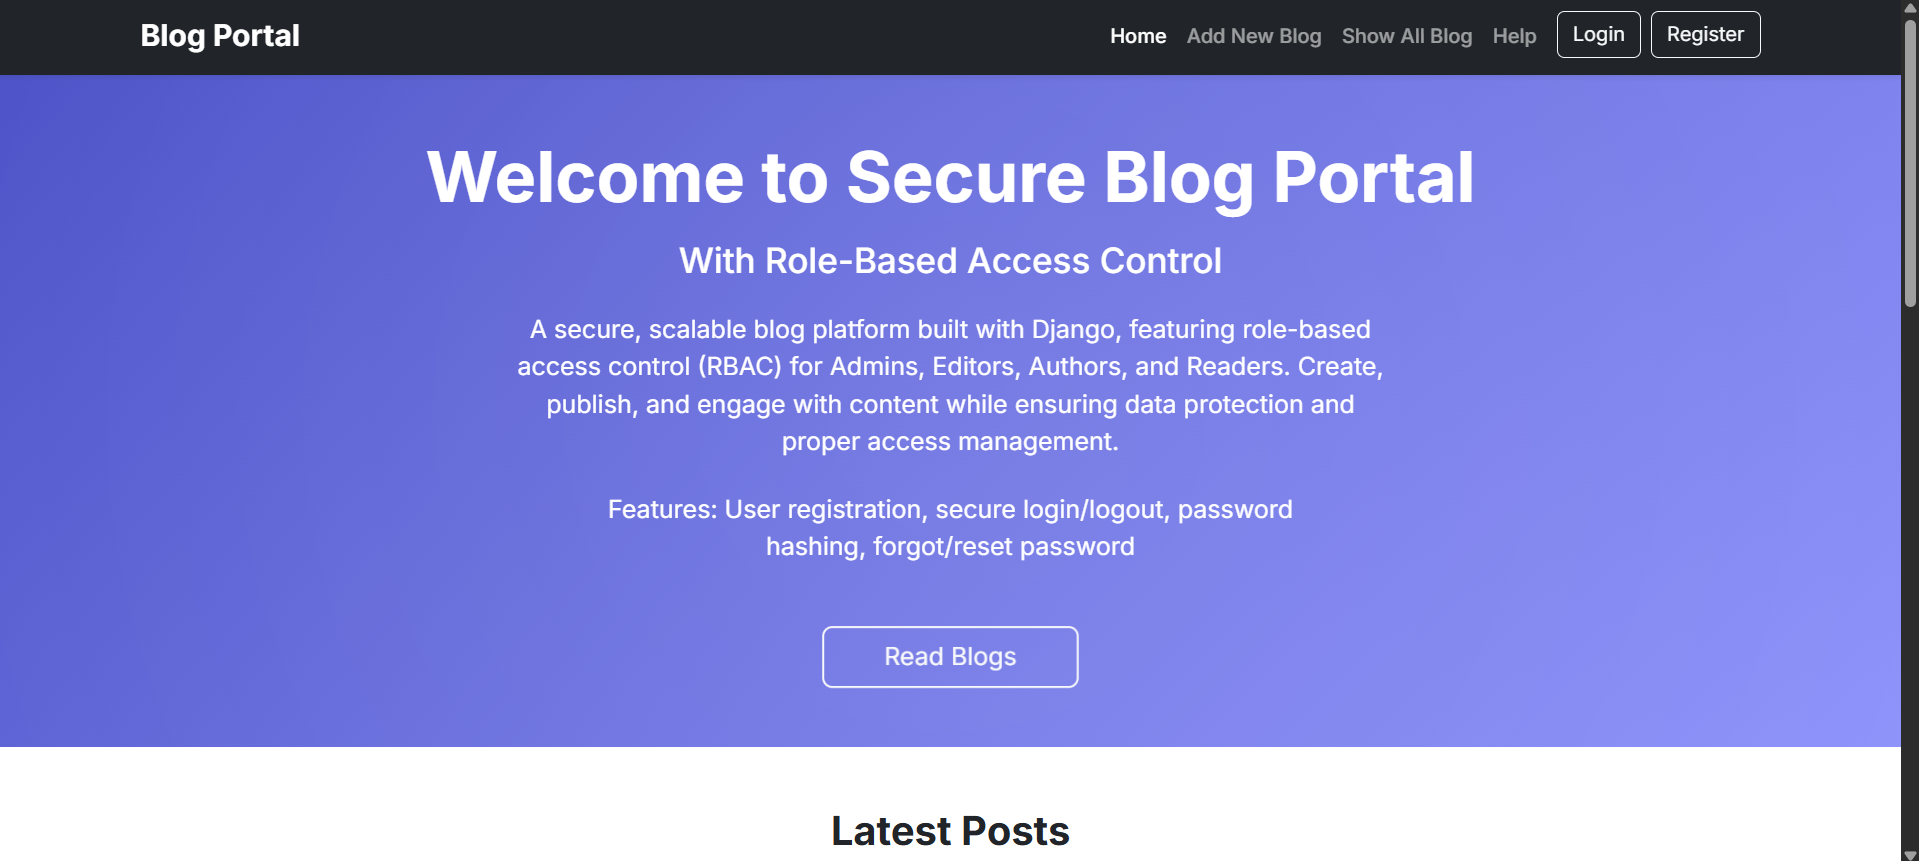 Blog Portal
Home
Add New Blog
Show All Blog
Help
Login
Register
Welcome to Secure Blog Portal
With Role-Based Access Control
A secure, scalable blog platform built with Django, featuring role-based
access control (RBAC) for Admins, Editors, Authors, and Readers. Create,
publish, and engage with content while ensuring data protection and
proper access management.
Features: User registration, secure login/logout, password
hashing, forgot/reset password
Read Blogs
Latest Posts